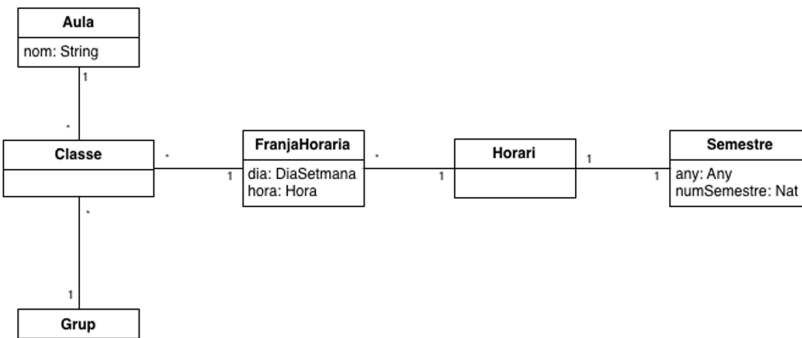 Aula
nom: String
1
*
Classe
*
1
FranjaHoraria
dia: DiaSetmana
hora: Hora
*
1
Horari
1
1
Semestre
any: Any
numSemestre: Nat
*
1
Grup